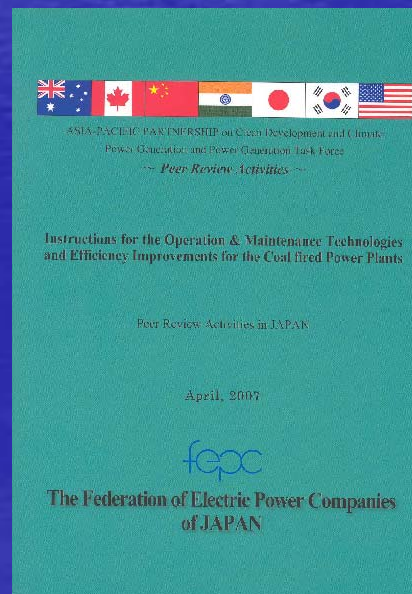 ASIA-PACIFIC PARTNERSHIP on Clean Development and Climate
Power Generation and Power Generation Task Force
～ Peer Review Activities ～
Instructions for the Operation & Maintenance Technologies
and Efficiency Improvements for the Coal fired Power Plants
Peer Review Activities in JAPAN
April, 2007
fepc
The Federation of Electric Power Companies
of JAPAN